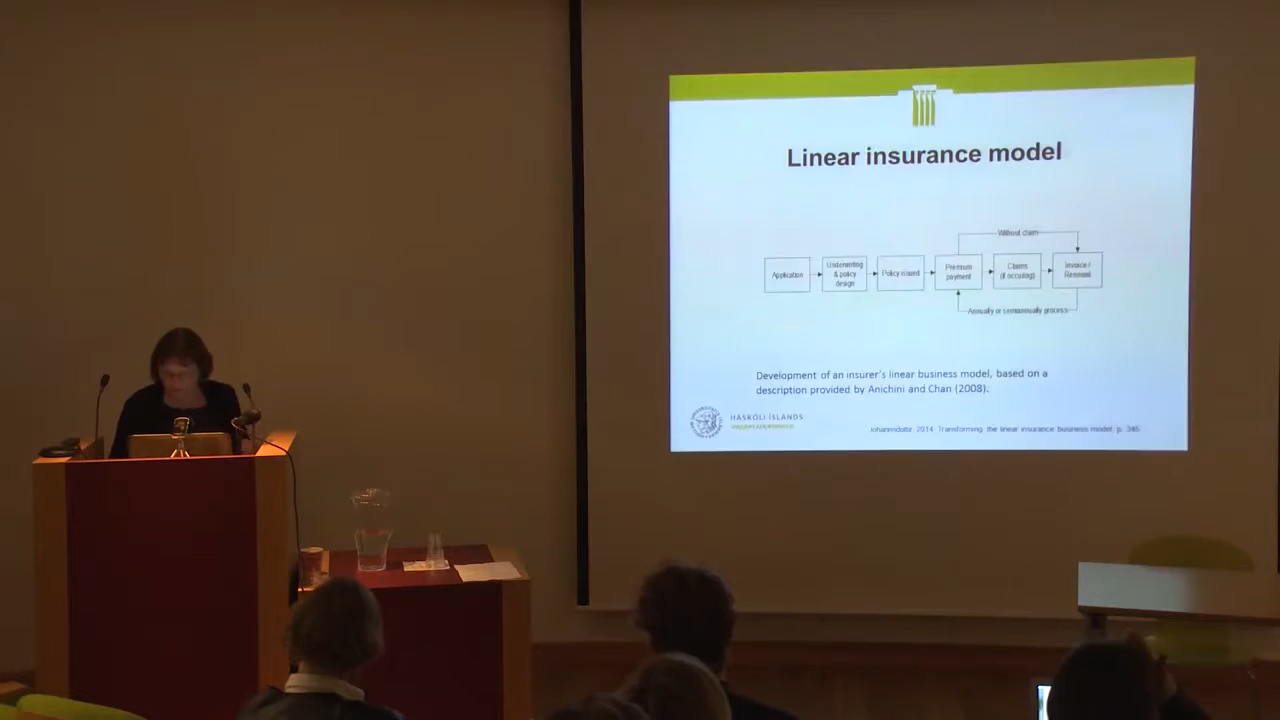 Linear insurance model
Without claim
Application
Underwriting
& policy
design
Policy issued
Premium
payment
Claims
(if occuring)
Invoice /
Renewal
Annually or semiannually process
Development of an insurer's linear business model, based on a
description provided by Anichini and Chan (2008).
HÁSKÓLI ÍSLANDS
Johannsdottir, 2014. Transforming the linear insurance business model, p. 346